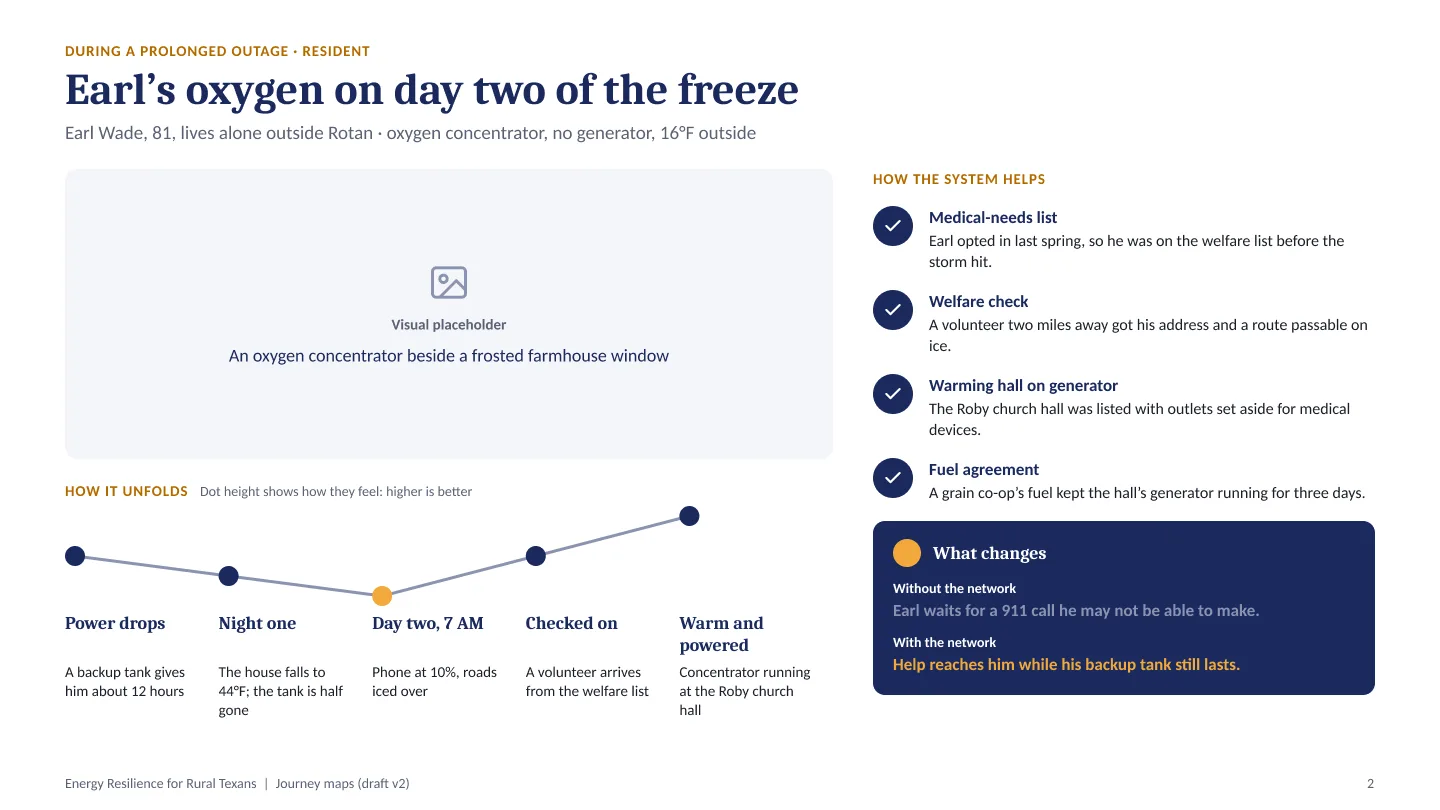 DURING A PROLONGED OUTAGE · RESIDENT
Earl’s oxygen on day two of the freeze
Earl Wade, 81, lives alone outside Rotan · oxygen concentrator, no generator, 16°F outside
Visual placeholder
An oxygen concentrator beside a frosted farmhouse window
HOW IT UNFOLDS Dot height shows how they feel: higher is better
Power drops
A backup tank gives
him about 12 hours
Night one
The house falls to
44°F; the tank is half
gone
Day two, 7 AM
Phone at 10%, roads
iced over
Checked on
A volunteer arrives
from the welfare list
Warm and
powered
Concentrator running
at the Roby church
hall
HOW THE SYSTEM HELPS
Medical-needs list
Earl opted in last spring, so he was on the welfare list before the
storm hit.
Welfare check
A volunteer two miles away got his address and a route passable on
ice.
Warming hall on generator
The Roby church hall was listed with outlets set aside for medical
devices.
Fuel agreement
A grain co-op’s fuel kept the hall’s generator running for three days.
What changes
Without the network
Earl waits for a 911 call he may not be able to make.
With the network
Help reaches him while his backup tank still lasts.
Energy Resilience for Rural Texans | Journey maps (draft v2)
2